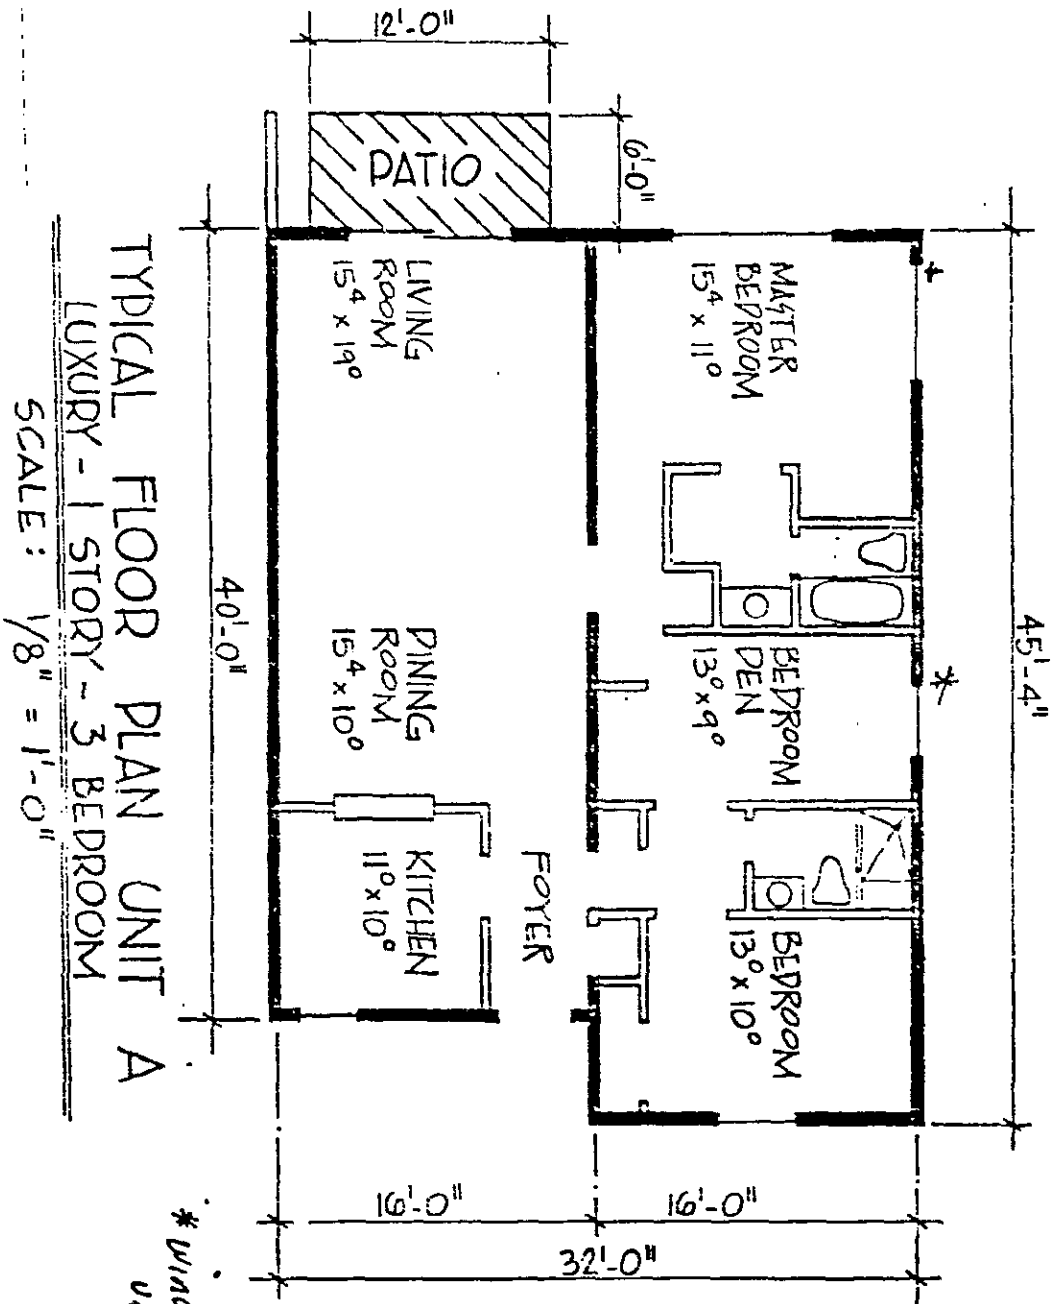 12'-0"
PATIO
6'-0"
LIVING
ROOM
15⁴ x 19⁰
MASTER
BEDROOM
15⁴ x 11⁰
*
45'-4"
*
BEDROOM
DEN
13⁰ x 9⁰
DINING
ROOM
15⁴ x 10⁰
KITCHEN
11⁰ x 10⁰
FOYER
BEDROOM
13⁰ x 10⁰
40'-0"
16'-0"
16'-0"
32'-0"
TYPICAL FLOOR PLAN UNIT A
LUXURY - 1 STORY - 3 BEDROOM
SCALE: 1/8" = 1'-0"
*